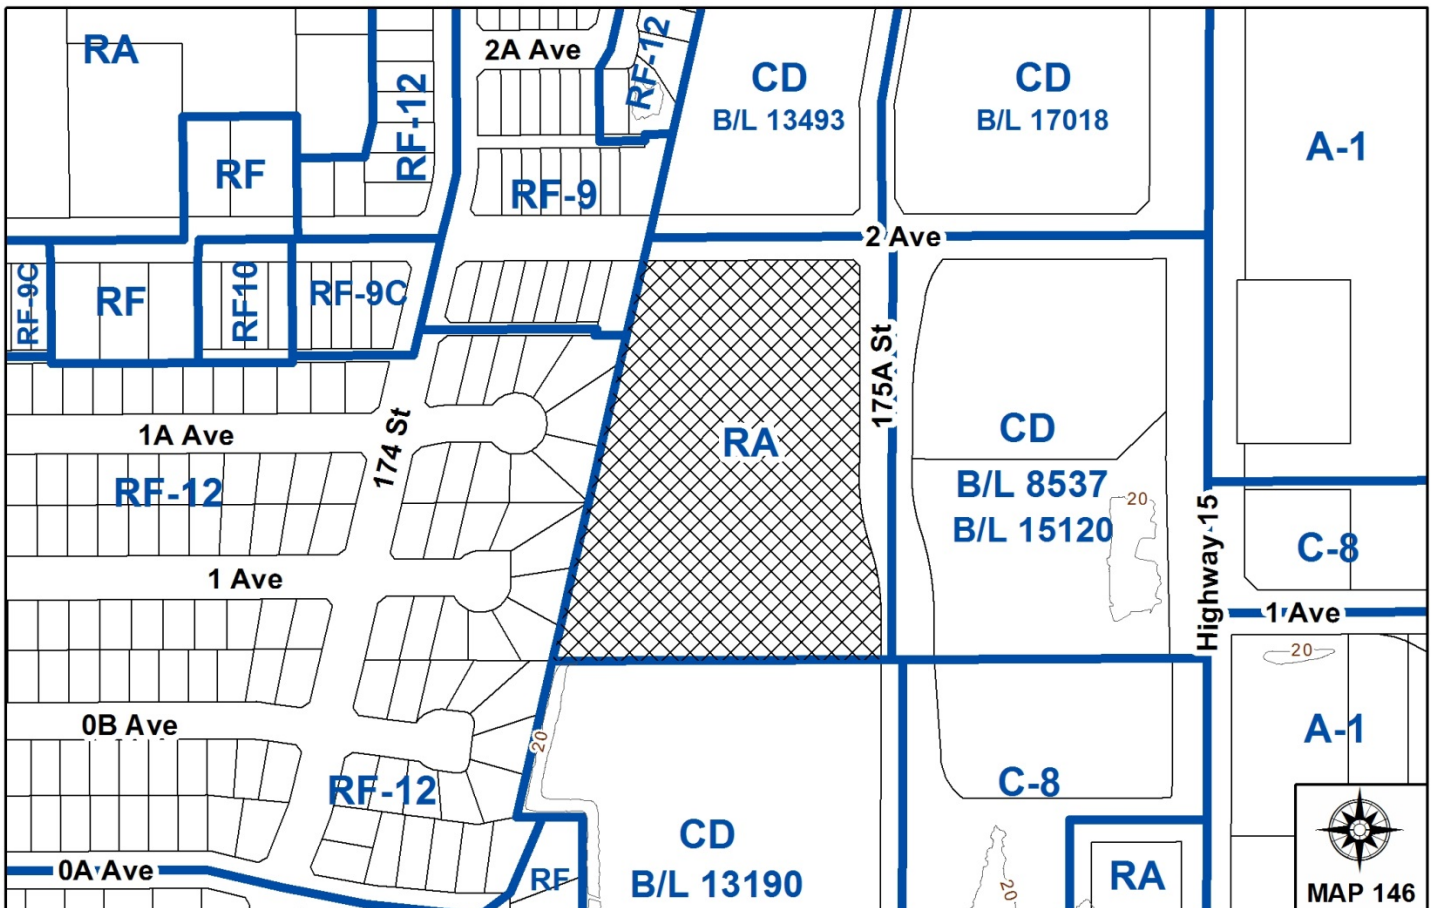 RA
2A Ave
RF-12
RF-12
CD
B/L 13493
CD
B/L 17018
A-1
RF
RF-9
2 Ave
RF-9C
RF
RF10
RF-9C
175A St
1A Ave
174 St
RA
CD
B/L 8537
B/L 15120
20
RF-12
Highway 15
C-8
1 Ave
1 Ave
20
0B Ave
20
A-1
RF-12
C-8
CD
B/L 13190
0A Ave
RF
20
RA
MAP 146